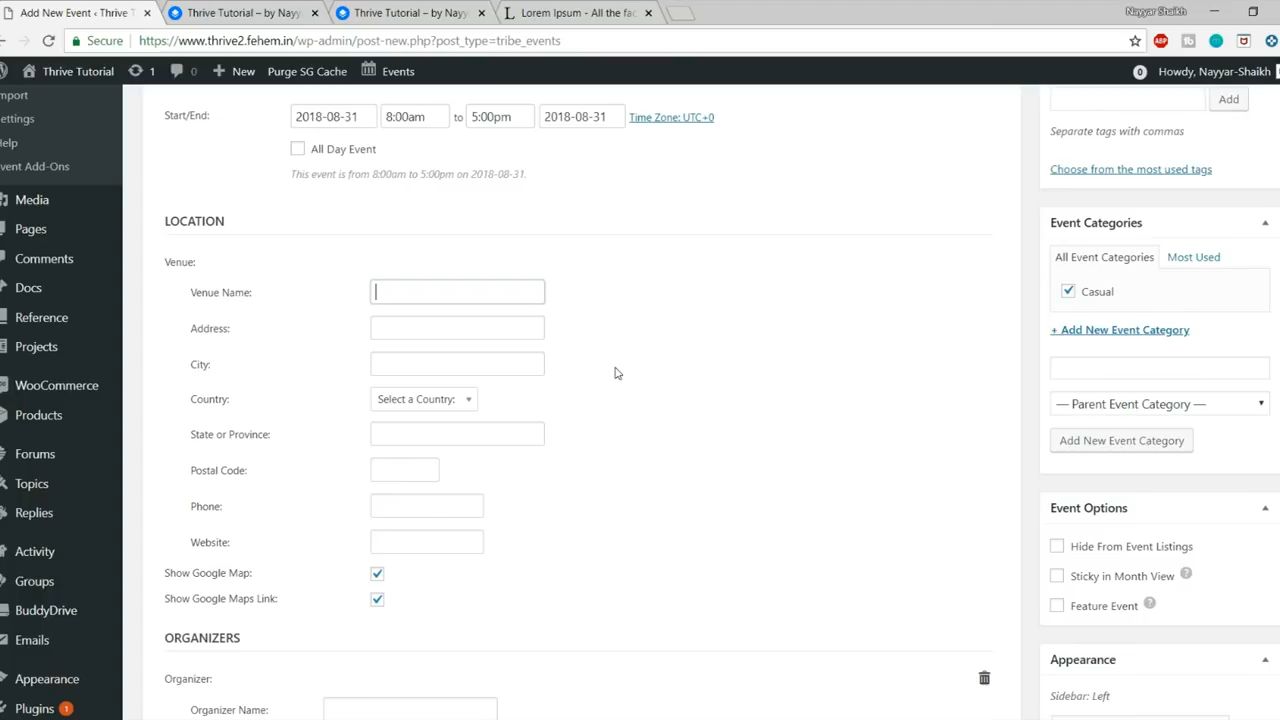 Add New Event ‹ Thrive T
Thrive Tutorial – by Nayy
Thrive Tutorial – by Nayy
Lorem Ipsum - All the fac
Nayyar Shaikh
Secure
https://www.thrive2.fehem.in/wp-admin/post-new.php?post_type=tribe_events
ABP
Thrive Tutorial
1
0
New
Purge SG Cache
Events
0
Howdy, Nayyar-Shaikh
mport
ettings
elp
vent Add-Ons
Media
Pages
Comments
Docs
Reference
Projects
WooCommerce
Products
Forums
Topics
Replies
Activity
Groups
BuddyDrive
Emails
Appearance
Plugins 1
Start/End:
2018-08-31
8:00am
to
5:00pm
2018-08-31
Time Zone: UTC+0
All Day Event
This event is from 8:00am to 5:00pm on 2018-08-31.
LOCATION
Venue:
Venue Name:
Address:
City:
Country:
Select a Country:
State or Province:
Postal Code:
Phone:
Website:
Show Google Map:
Show Google Maps Link:
ORGANIZERS
Organizer:
Organizer Name:
Add
Separate tags with commas
Choose from the most used tags
Event Categories
All Event Categories
Most Used
Casual
+ Add New Event Category
— Parent Event Category —
Add New Event Category
Event Options
Hide From Event Listings
Sticky in Month View ?
Feature Event ?
Appearance
Sidebar: Left